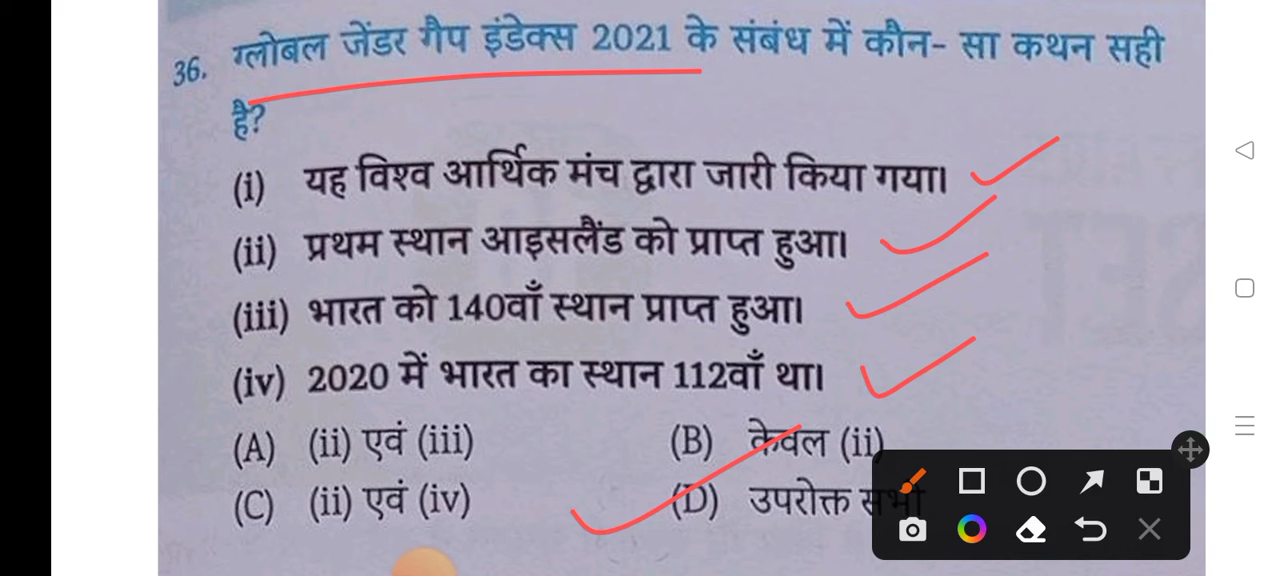 36. ग्लोबल जेंडर गैप इंडेक्स 2021 के संबंध में कौन- सा कथन सही
है?
(i) यह विश्व आर्थिक मंच द्वारा जारी किया गया।
(ii) प्रथम स्थान आइसलैंड को प्राप्त हुआ।
(iii) भारत को 140वाँ स्थान प्राप्त हुआ।
(iv) 2020 में भारत का स्थान 112वाँ था।
(A) (ii) एवं (iii) (B) केवल (ii)
(C) (ii) एवं (iv) (D) उपरोक्त सभी